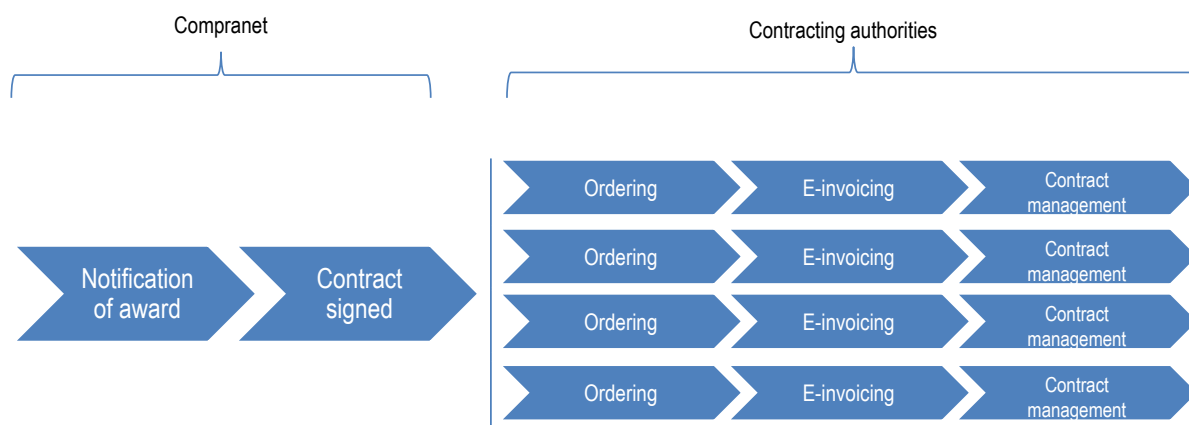 Compranet
Contracting authorities
Notification
of award
Contract
signed
Ordering
E-invoicing
Contract
management
Ordering
E-invoicing
Contract
management
Ordering
E-invoicing
Contract
management
Ordering
E-invoicing
Contract
management